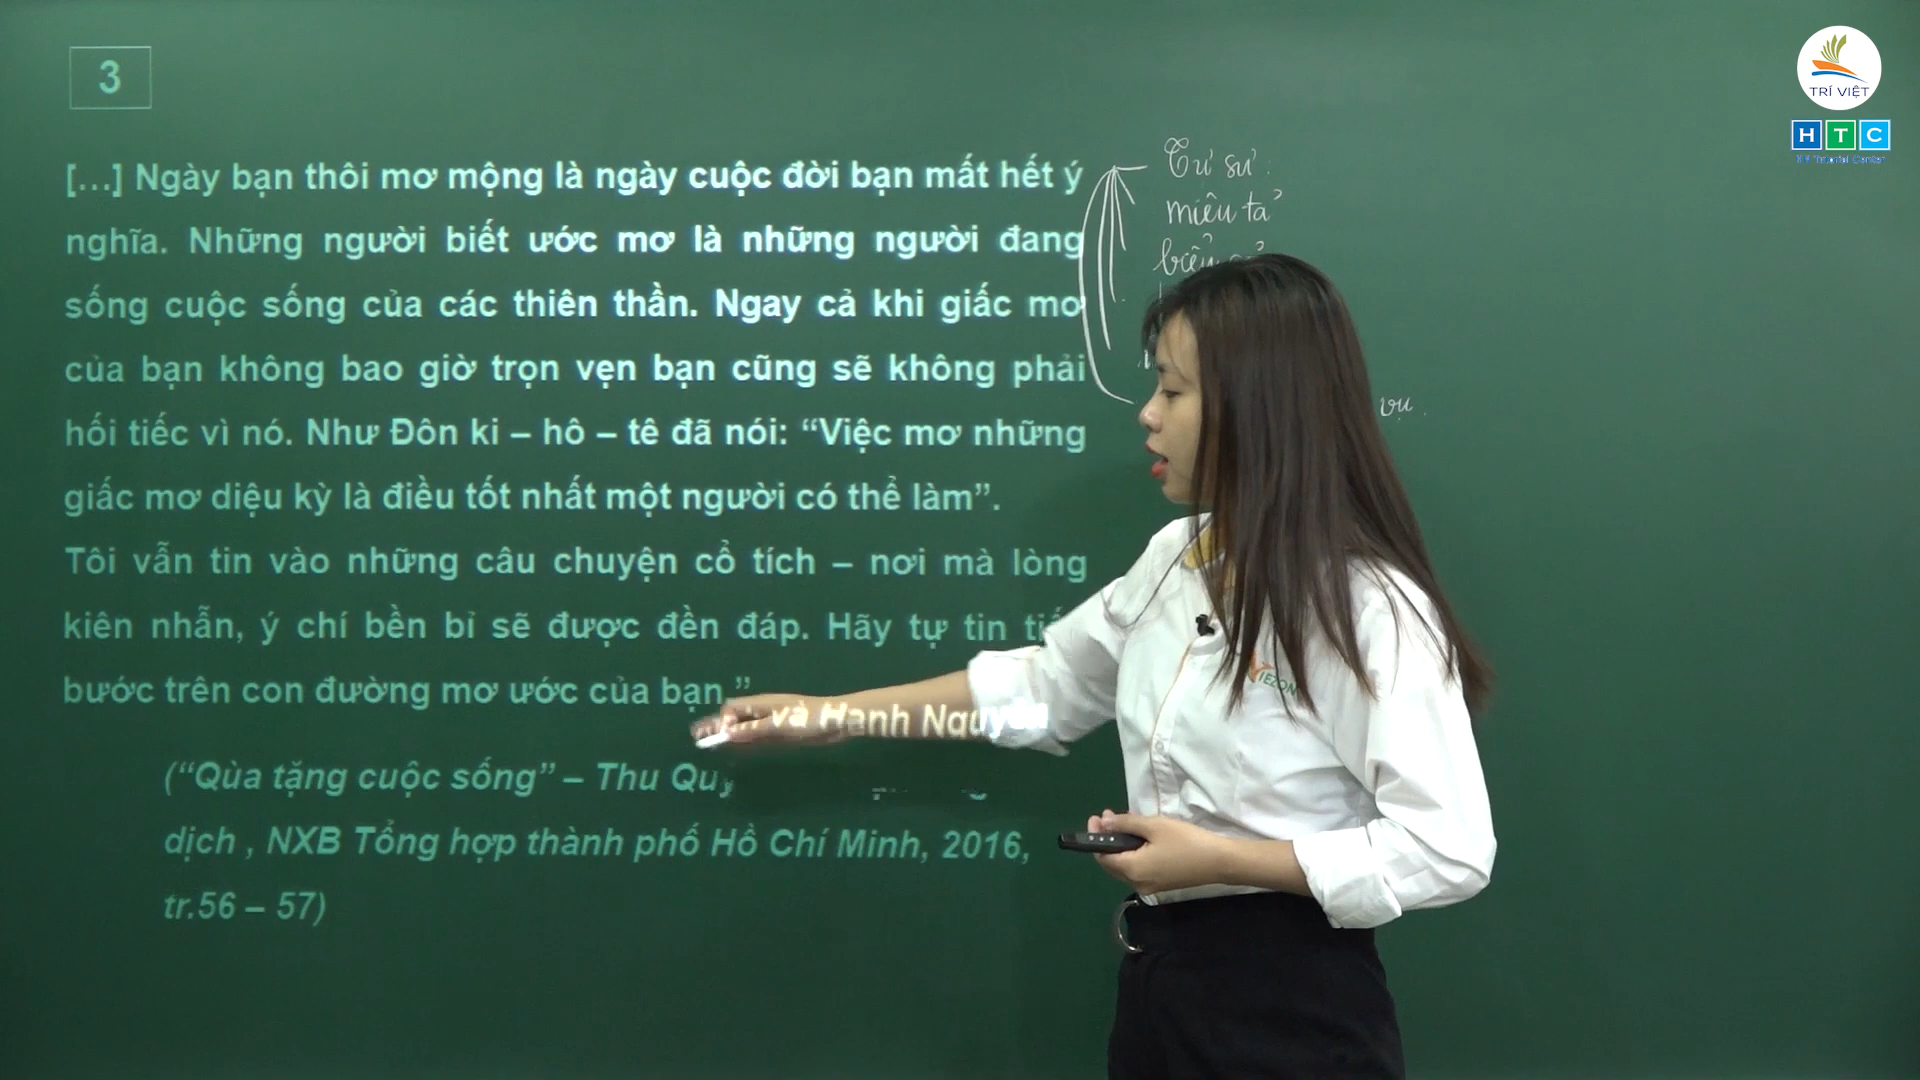 3
TRÍ VIỆT
HTC
[...] Ngày bạn thôi mơ mộng là ngày cuộc đời bạn mất hết ý
nghĩa. Những người biết ước mơ là những người đang
sống cuộc sống của các thiên thần. Ngay cả khi giấc mơ
của bạn không bao giờ trọn vẹn bạn cũng sẽ không phải
hối tiếc vì nó. Như Đôn ki – hô – tê đã nói: “Việc mơ những
giấc mơ diệu kỳ là điều tốt nhất một người có thể làm”.
Tôi vẫn tin vào những câu chuyện cổ tích – nơi mà lòng
kiên nhẫn, ý chí bền bỉ sẽ được đền đáp. Hãy tự tin
bước trên con đường mơ ước của bạn.”
(“Qùa tặng cuộc sống” – Thu và Hạnh Nguyên
dịch , NXB Tổng hợp thành phố Hồ Chí Minh, 2016,
tr.56 – 57)
Tự sự
miêu tả
biểu
vụ